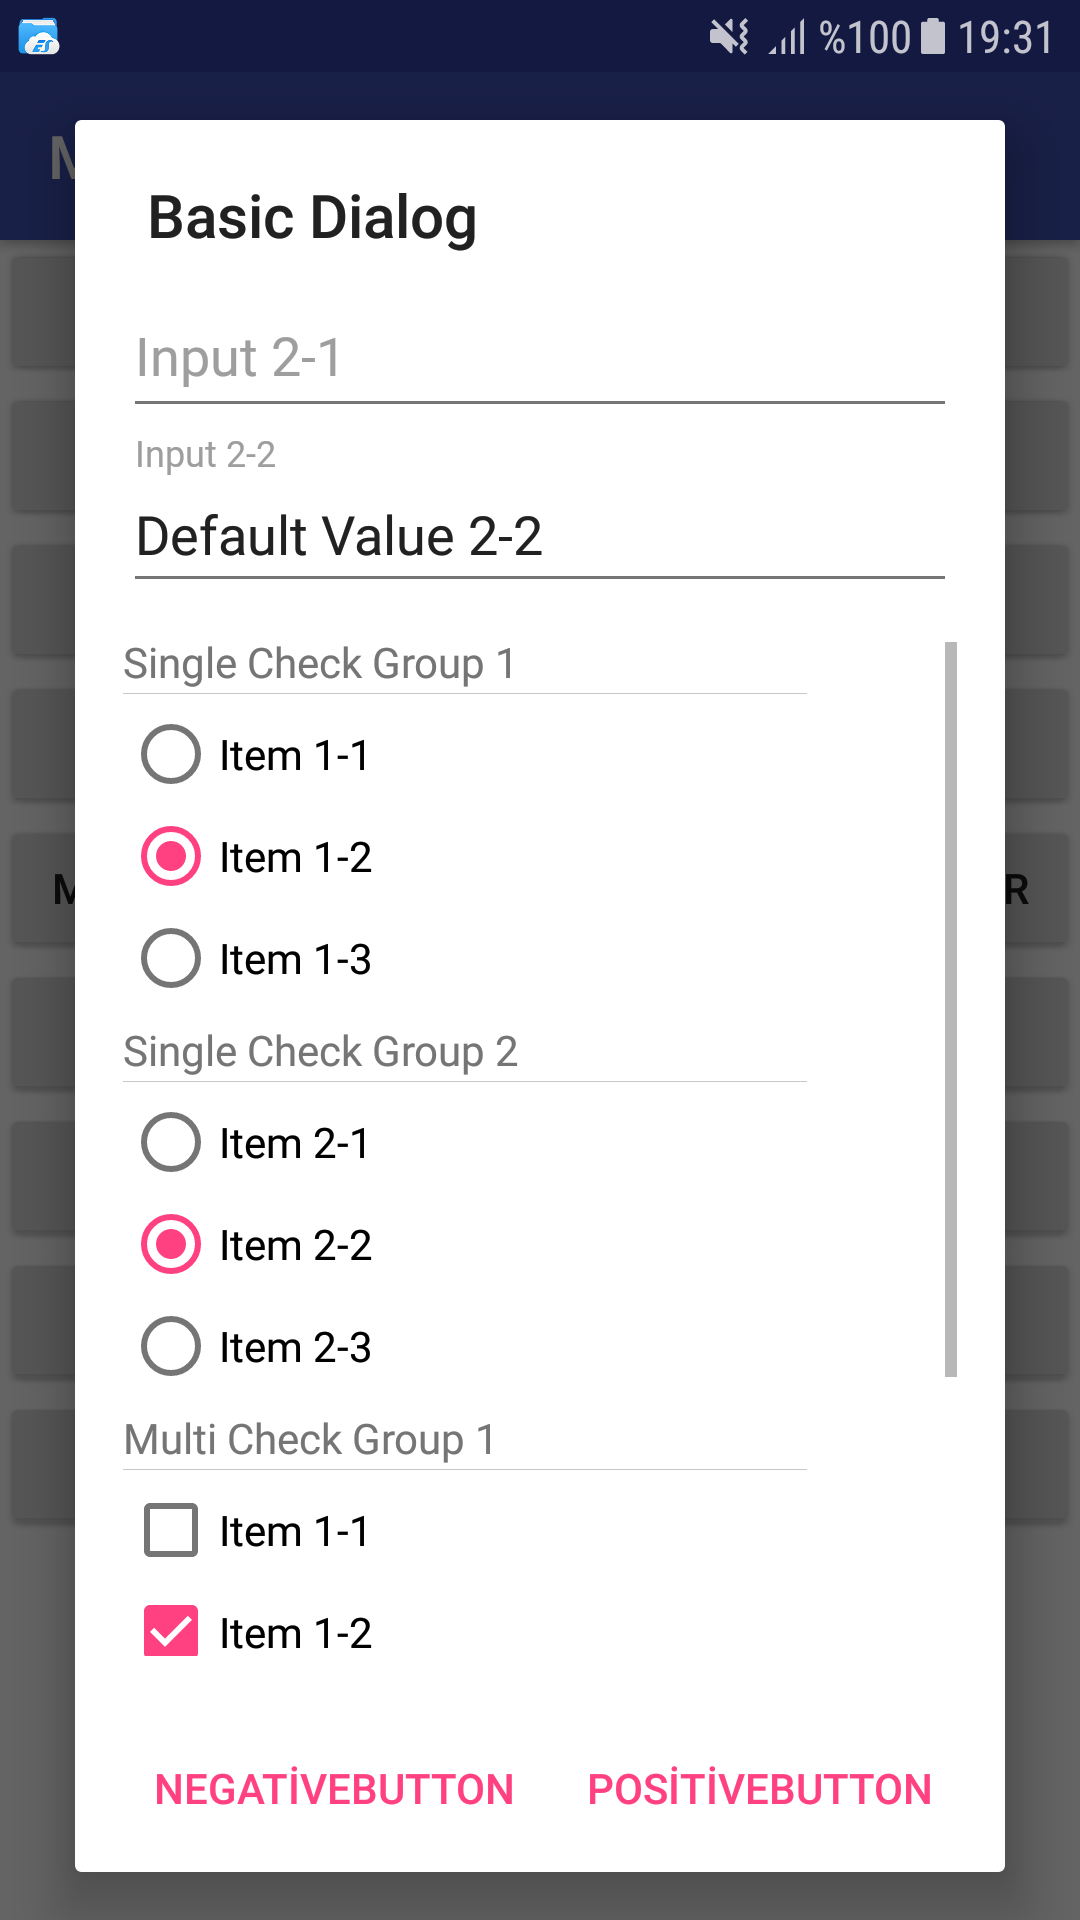 ES %100 19:31
M
Basic Dialog
Input 2-1
Input 2-2
Default Value 2-2
Single Check Group 1
Item 1-1
Item 1-2
Item 1-3
M R
Single Check Group 2
Item 2-1
Item 2-2
Item 2-3
Multi Check Group 1
Item 1-1
Item 1-2
NEGATİVEBUTTON POSİTİVEBUTTON